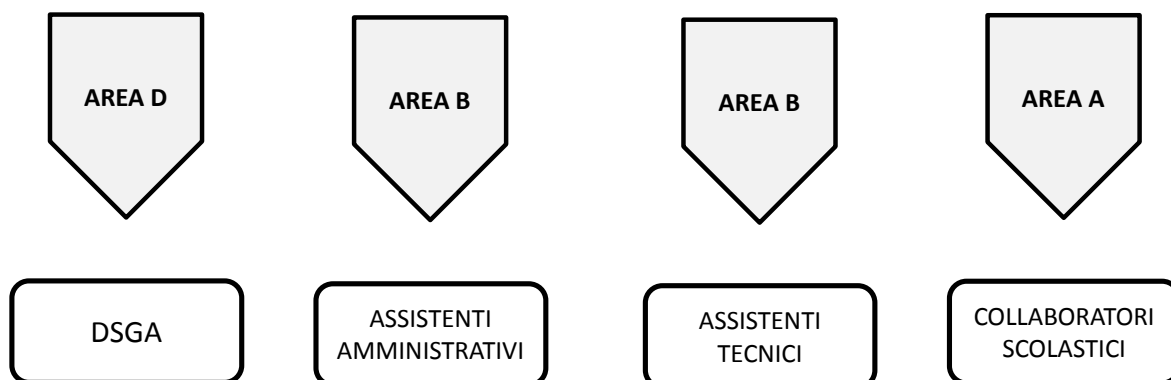 AREA D
AREA B
AREA B
AREA A
DSGA
ASSISTENTI
AMMINISTRATIVI
ASSISTENTI
TECNICI
COLLABORATORI
SCOLASTICI